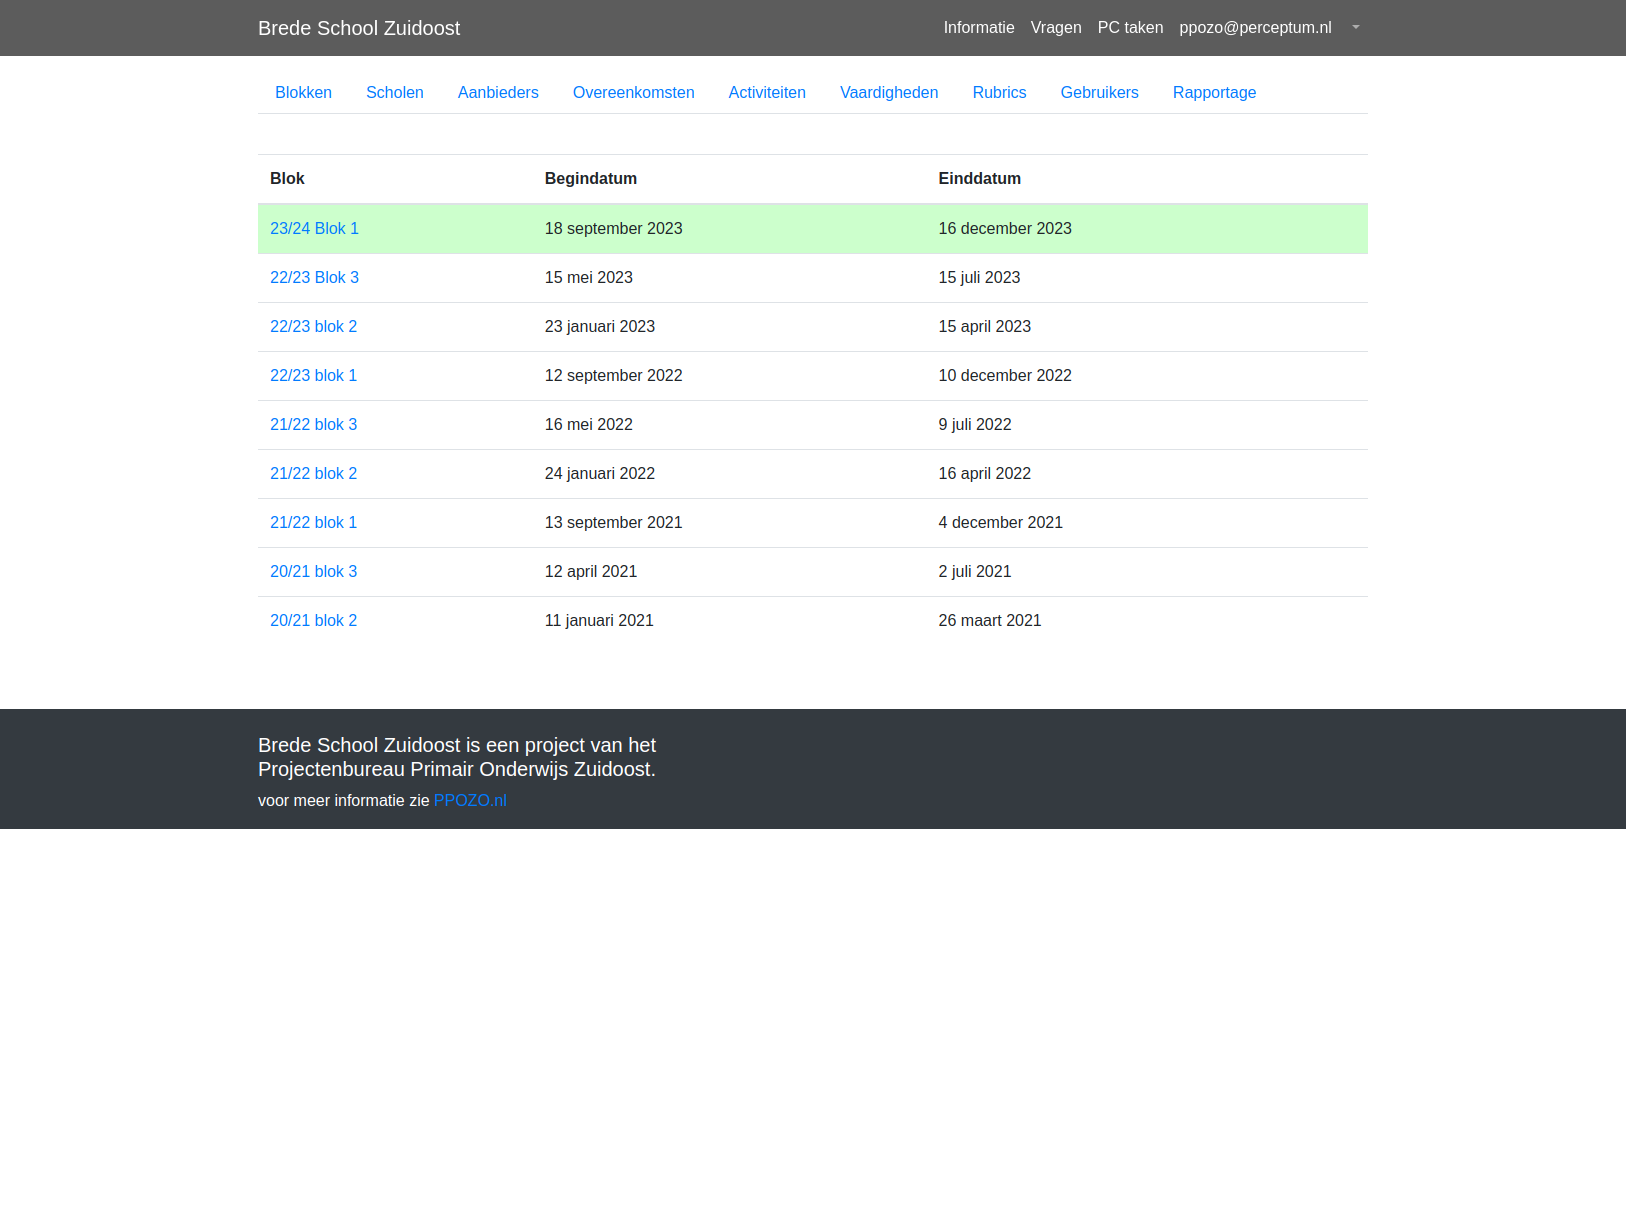 Brede School Zuidoost Informatie Vragen PC taken ppozo@perceptum.nl
Blokken Scholen Aanbieders Overeenkomsten Activiteiten Vaardigheden Rubrics Gebruikers Rapportage
Blok Begindatum Einddatum
23/24 Blok 1 18 september 2023 16 december 2023
22/23 Blok 3 15 mei 2023 15 juli 2023
22/23 blok 2 23 januari 2023 15 april 2023
22/23 blok 1 12 september 2022 10 december 2022
21/22 blok 3 16 mei 2022 9 juli 2022
21/22 blok 2 24 januari 2022 16 april 2022
21/22 blok 1 13 september 2021 4 december 2021
20/21 blok 3 12 april 2021 2 juli 2021
20/21 blok 2 11 januari 2021 26 maart 2021
Brede School Zuidoost is een project van het
Projectenbureau Primair Onderwijs Zuidoost.
voor meer informatie zie PPOZO.nl